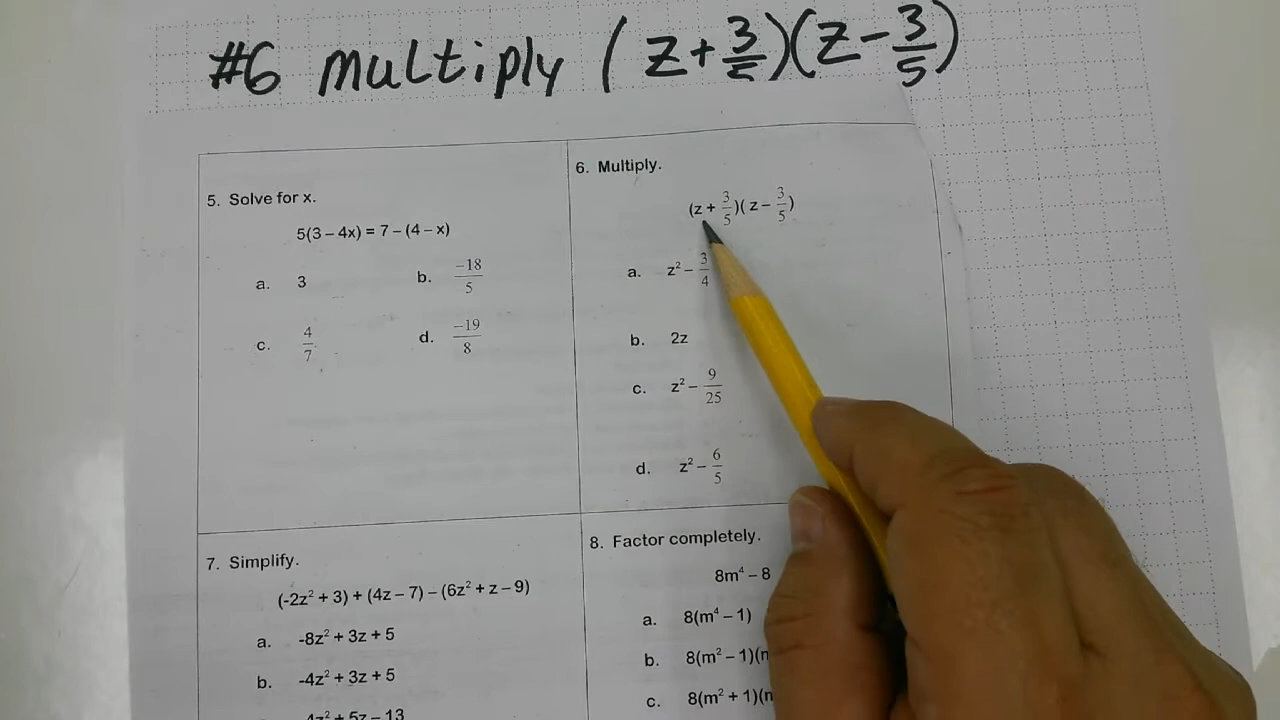 #6 multiply (z + 3/5)(z - 3/5)
5. Solve for x.
5(3 – 4x) = 7 – (4 – x)
a. 3
b. -18/5
c. 4/7
d. -19/8
6. Multiply.
(z + 3/5)( z – 3/5)
a. z² – 3/4
b. 2z
c. z² – 9/25
d. z² – 6/5
7. Simplify.
(-2z² + 3) + (4z – 7) – (6z² + z – 9)
a. -8z² + 3z + 5
b. -4z² + 3z + 5
4z² + 5z – 13
8. Factor completely.
8m⁴ – 8
a. 8(m⁴ – 1)
b. 8(m² – 1)(
c. 8(m² + 1)(